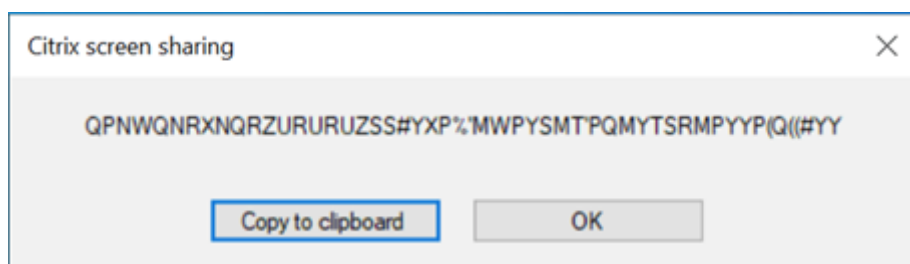 Citrix screen sharing
QPNWQNRXNQRZURURUZSS#YXP%'MWPYSMT'PQMYTSRMPYYP(Q((#YY
Copy to clipboard OK